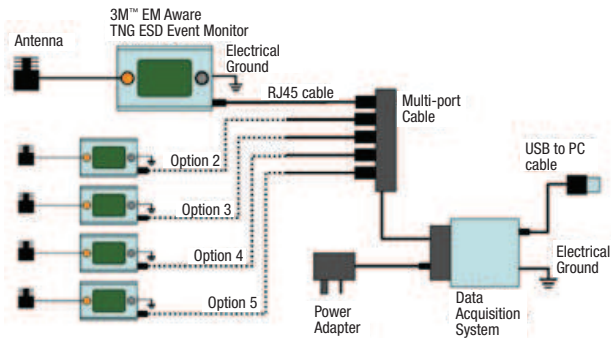 3M™ EM Aware
TNG ESD Event Monitor
Antenna
Electrical
Ground
RJ45 cable
Multi-port
Cable
USB to PC
cable
Option 2
Option 3
Option 4
Option 5
Electrical
Ground
Power
Adapter
Data
Acquisition
System